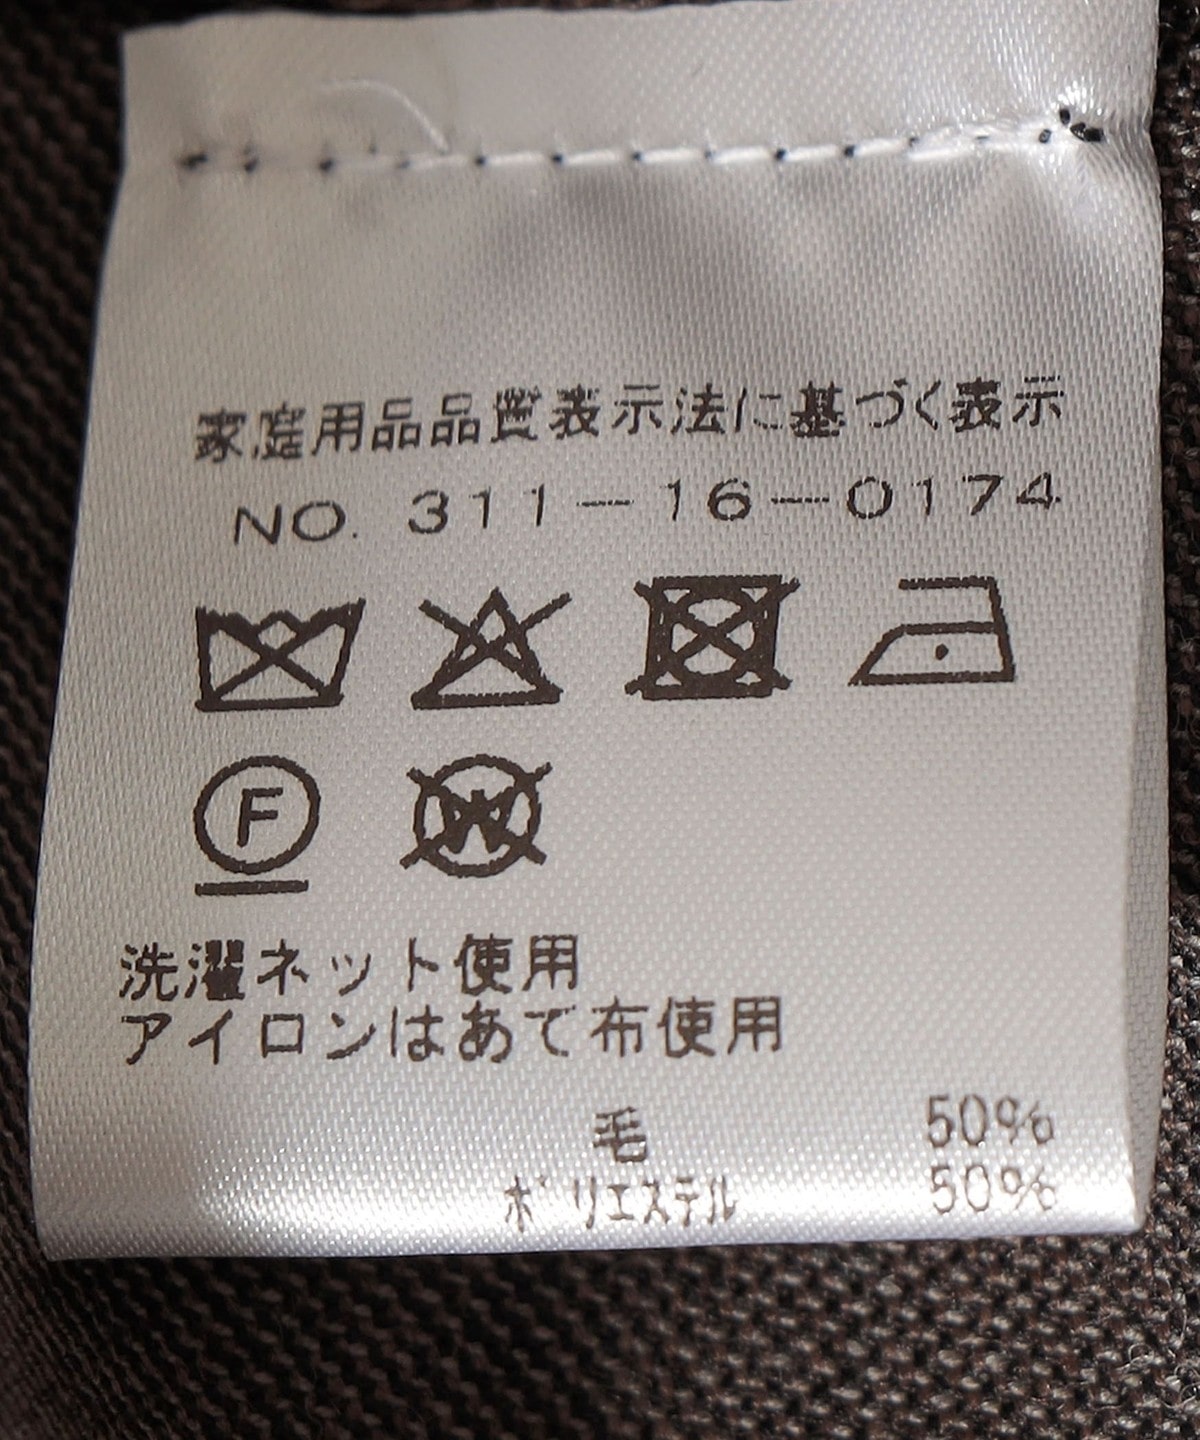 家庭用品品質表示法に基づく表示
NO. 311-16-0174
F
W
洗濯ネット使用
アイロンはあて布使用
毛 50%
ポリエステル 50%